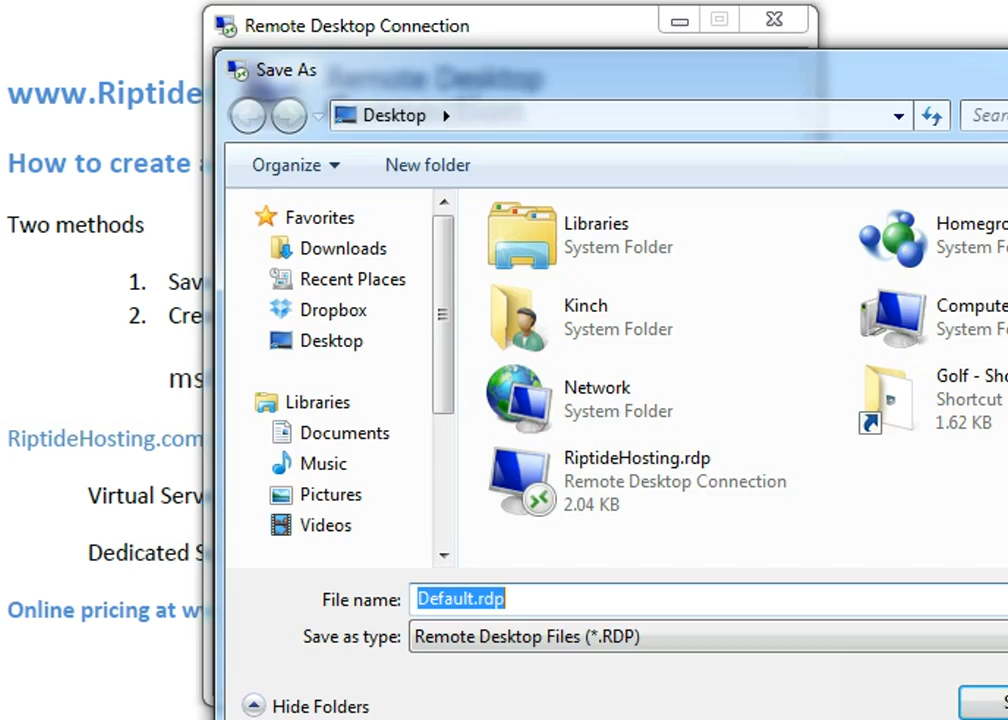 Remote Desktop Connection
Save As
Remote Desktop
Connection
www.Riptide
Desktop
How to create
Organize
New folder
Two methods
Favorites
Downloads
Recent Places
Dropbox
Desktop
Libraries
Documents
Music
Pictures
Videos
Libraries
System Folder
Kinch
System Folder
Network
System Folder
RiptideHosting.rdp
Remote Desktop Connection
2.04 KB
Homegro
System F
Compute
System F
Golf - Sho
Shortcut
1.62 KB
1. Sav
2. Cre
ms
RiptideHosting.com
Virtual Serv
Dedicated S
Online pricing at w
File name: Default.rdp
Save as type: Remote Desktop Files (*.RDP)
Hide Folders